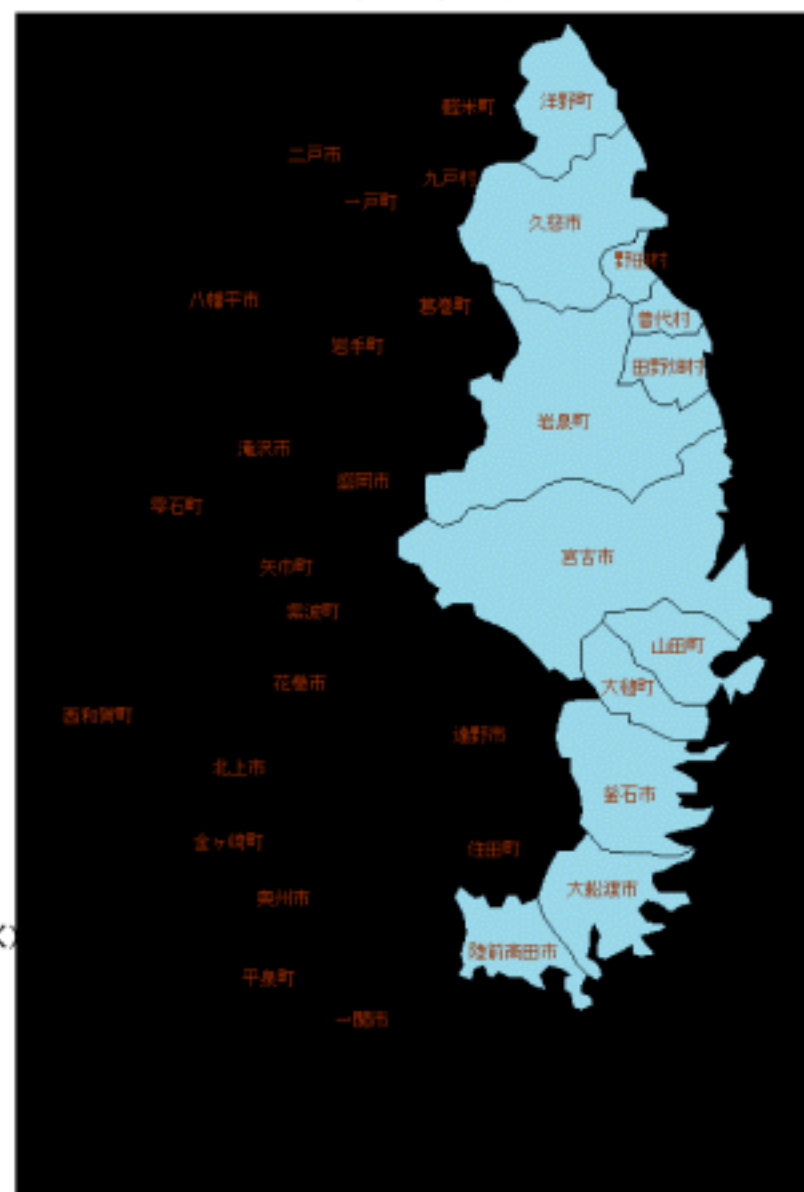 洋野町
軽米町
二戸市
九戸村
一戸町
久慈市
野田村
八幡平市
葛巻町
普代村
岩手町
田野畑村
岩泉町
滝沢市
盛岡市
雫石町
宮古市
矢巾町
紫波町
山田町
花巻市
大槌町
西和賀町
遠野市
北上市
釜石市
金ヶ崎町
住田町
大船渡市
奥州市
陸前高田市
平泉町
一関市